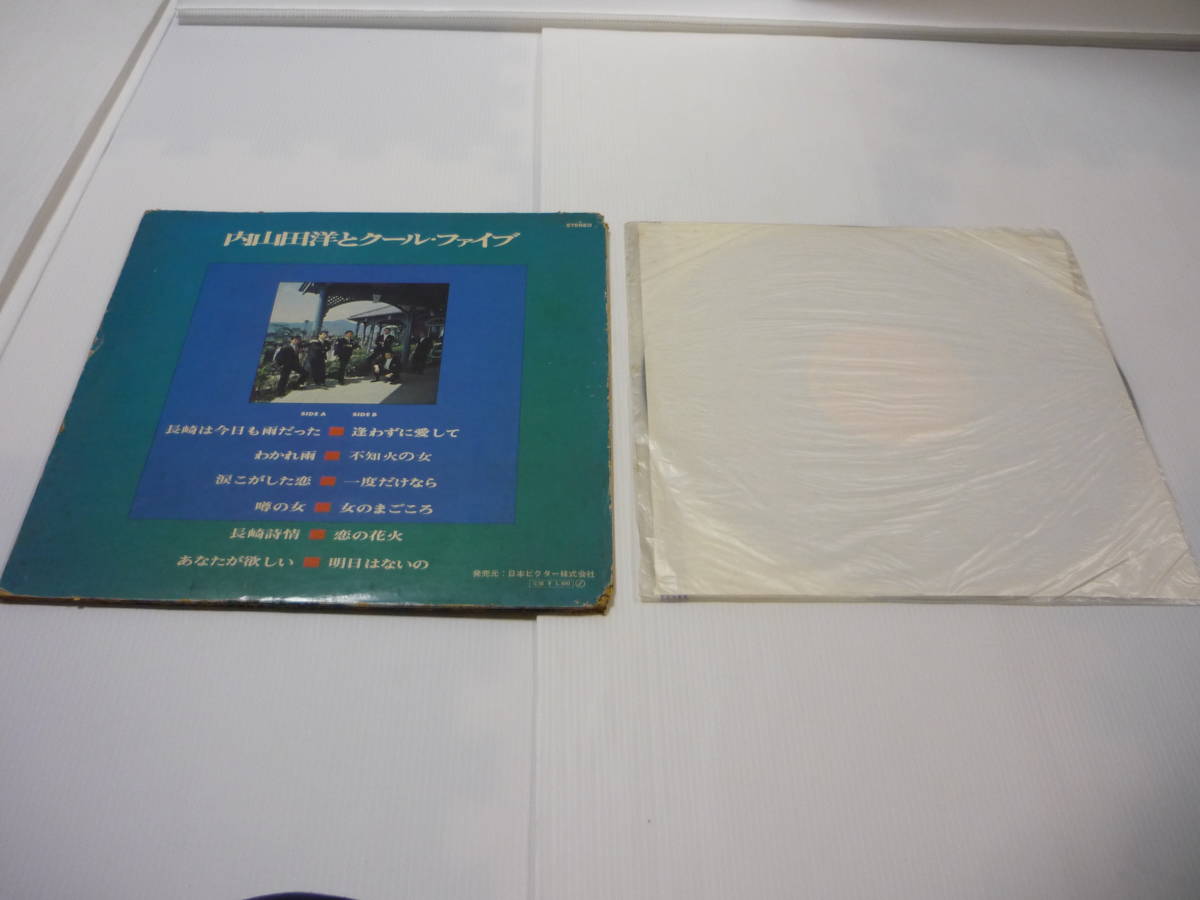 STEREO
内山田洋とクール・ファイブ
SIDE A SIDE B
長崎は今日も雨だった 逢わずに愛して
わかれ雨 不知火の女
涙こがした恋 一度だけなら
噂の女 女のまごころ
長崎詩情 恋の花火
あなたが欲しい 明日はないの
発売元:日本ビクター株式会社